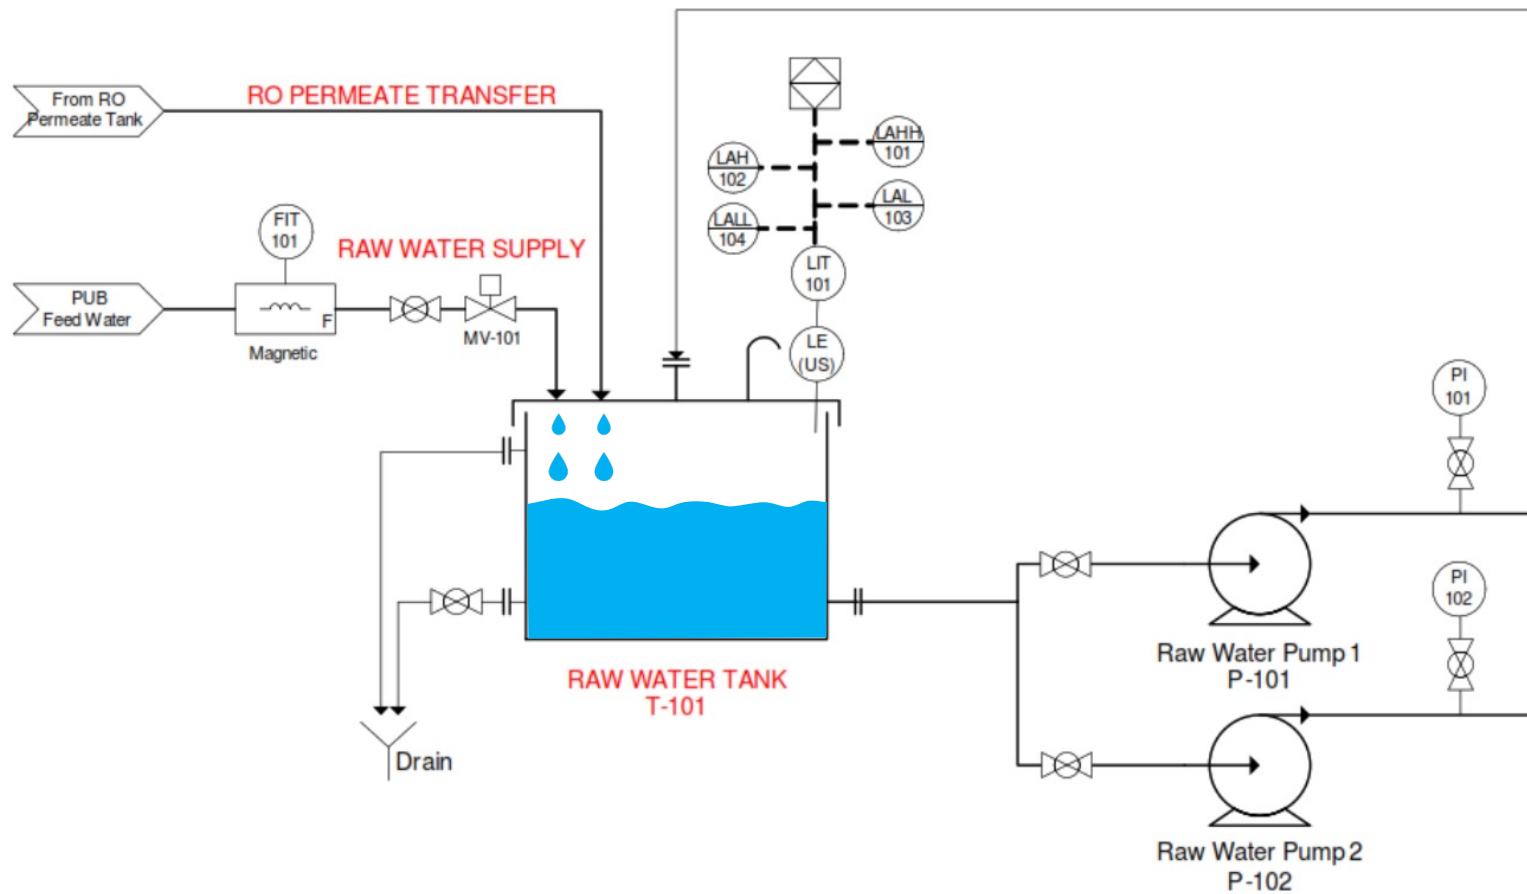 From RO
Permeate Tank
RO PERMEATE TRANSFER
LAHH
101
LAH
102
LAL
103
LALL
104
FIT
101
RAW WATER SUPPLY
LIT
101
PUB
Feed Water
F
MV-101
Magnetic
LE
(US)
PI
101
PI
102
Raw Water Pump 1
P-101
RAW WATER TANK
T-101
Drain
Raw Water Pump 2
P-102